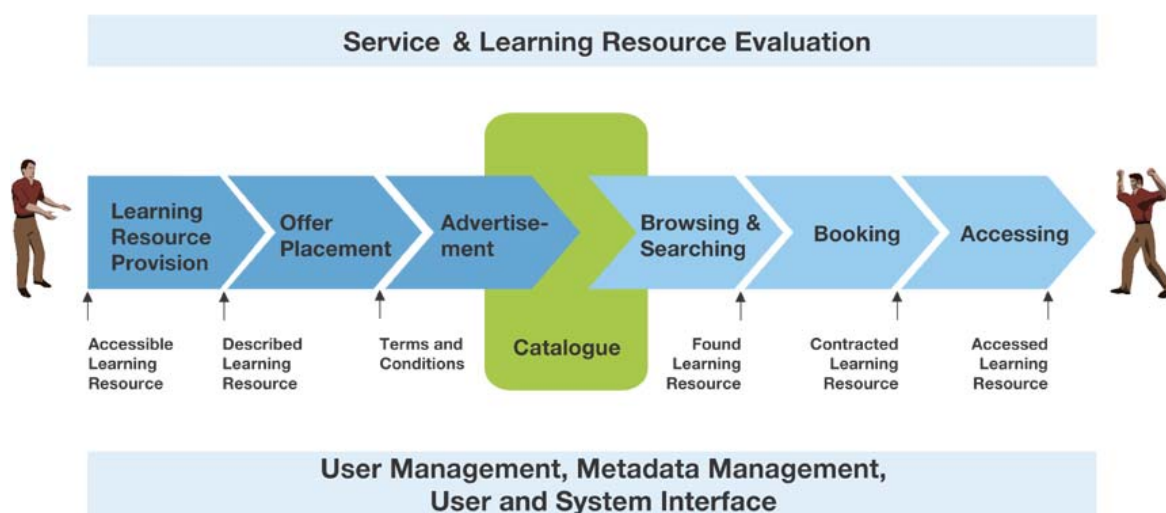 Service & Learning Resource Evaluation
Learning
Resource
Provision
Offer
Placement
Advertise-
ment
Browsing &
Searching
Booking
Accessing
Accessible
Learning
Resource
Described
Learning
Resource
Terms and
Conditions
Catalogue
Found
Learning
Resource
Contracted
Learning
Resource
Accessed
Learning
Resource
User Management, Metadata Management,
User and System Interface